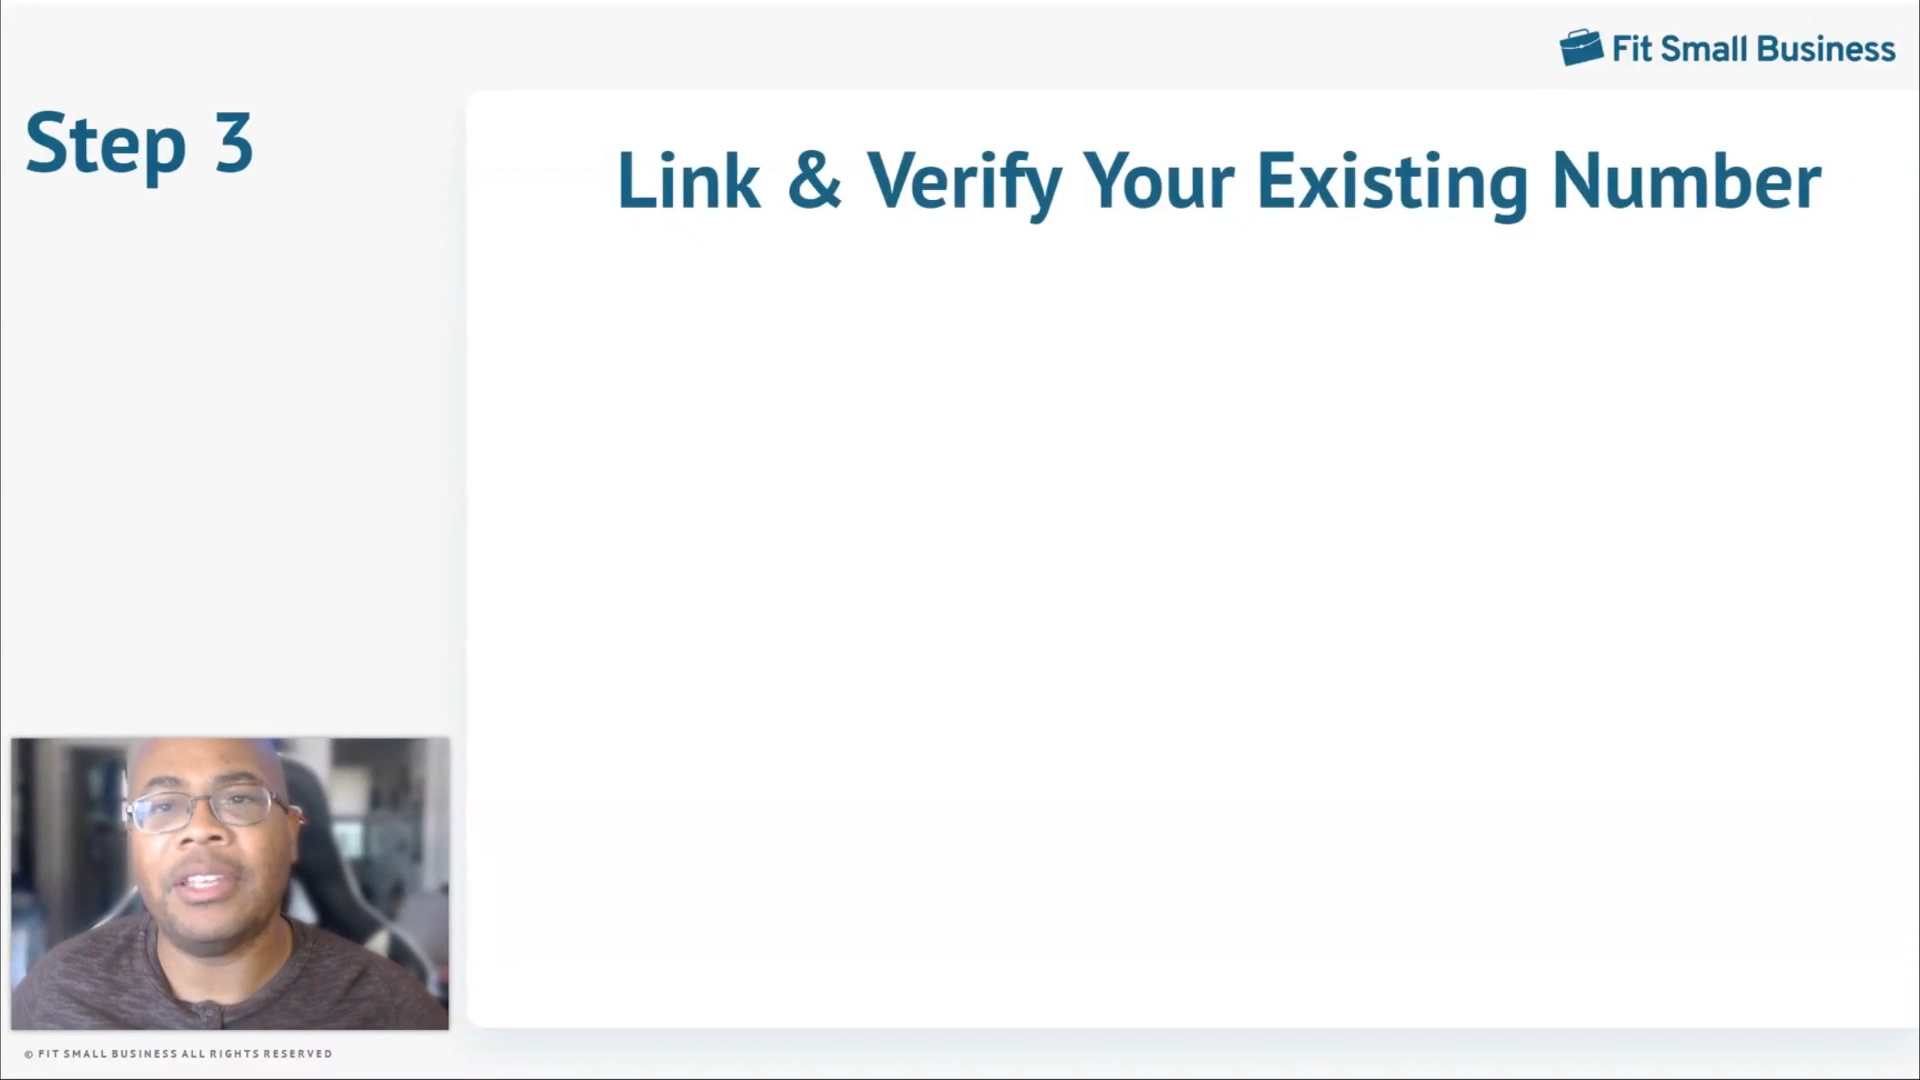 Fit Small Business
Step 3
Link & Verify Your Existing Number
© FIT SMALL BUSINESS ALL RIGHTS RESERVED